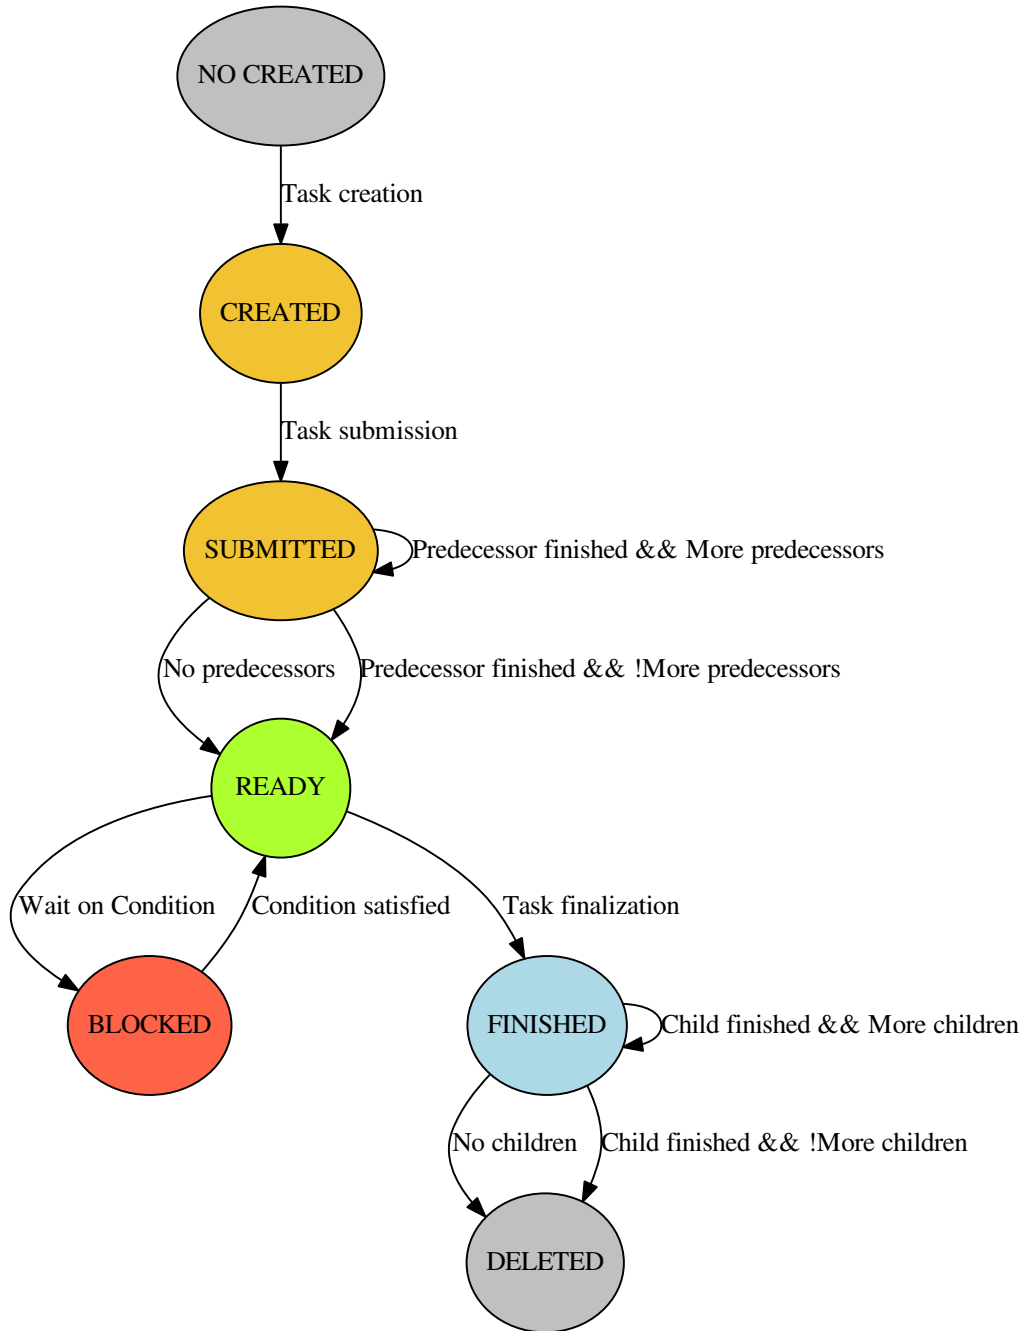 NO CREATED
Task creation
CREATED
Task submission
SUBMITTED
Predecessor finished && More predecessors
No predecessors
Predecessor finished && !More predecessors
READY
Wait on Condition
Condition satisfied
Task finalization
BLOCKED
FINISHED
Child finished && More children
No children
Child finished && !More children
DELETED